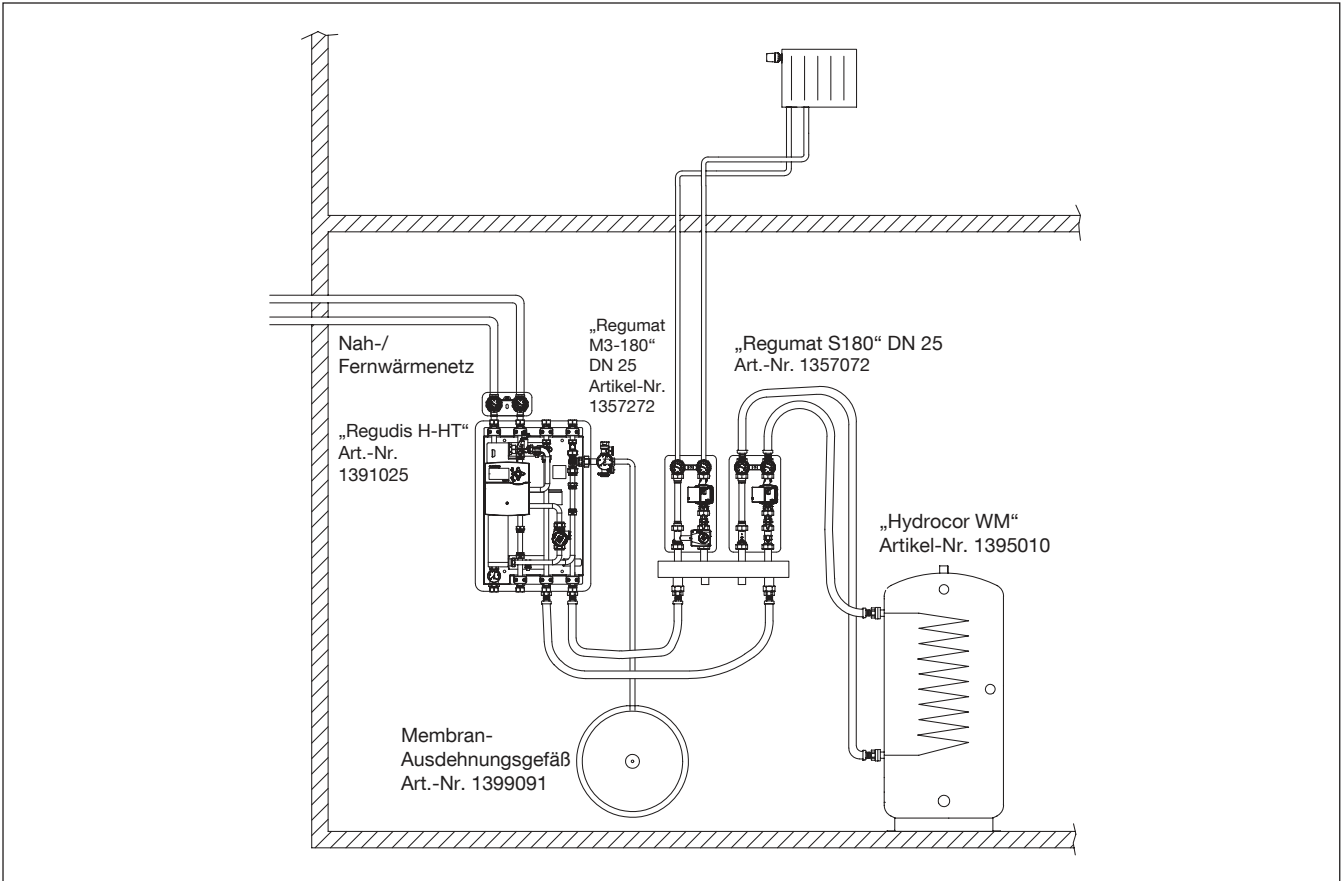 Nah-/
Fernwärmenetz
„Regudis H-HT“
Art.-Nr.
1391025
„Regumat
M3-180“
DN 25
Artikel-Nr.
1357272
„Regumat S180“ DN 25
Art.-Nr. 1357072
„Hydrocor WM“
Artikel-Nr. 1395010
Membran-
Ausdehnungsgefäß
Art.-Nr. 1399091